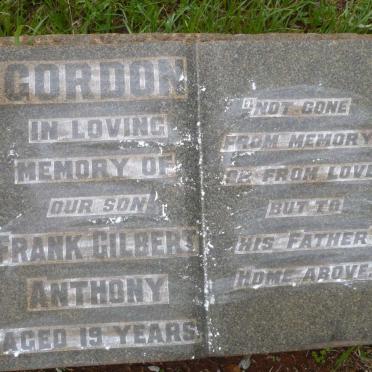 GORDON
IN LOVING
MEMORY OF
OUR SON
FRANK GILBERT
ANTHONY
AGED 19 YEARS
"NOT GONE
FROM MEMORY
OR FROM LOVE
BUT TO
HIS FATHER'
HOME ABOVE.